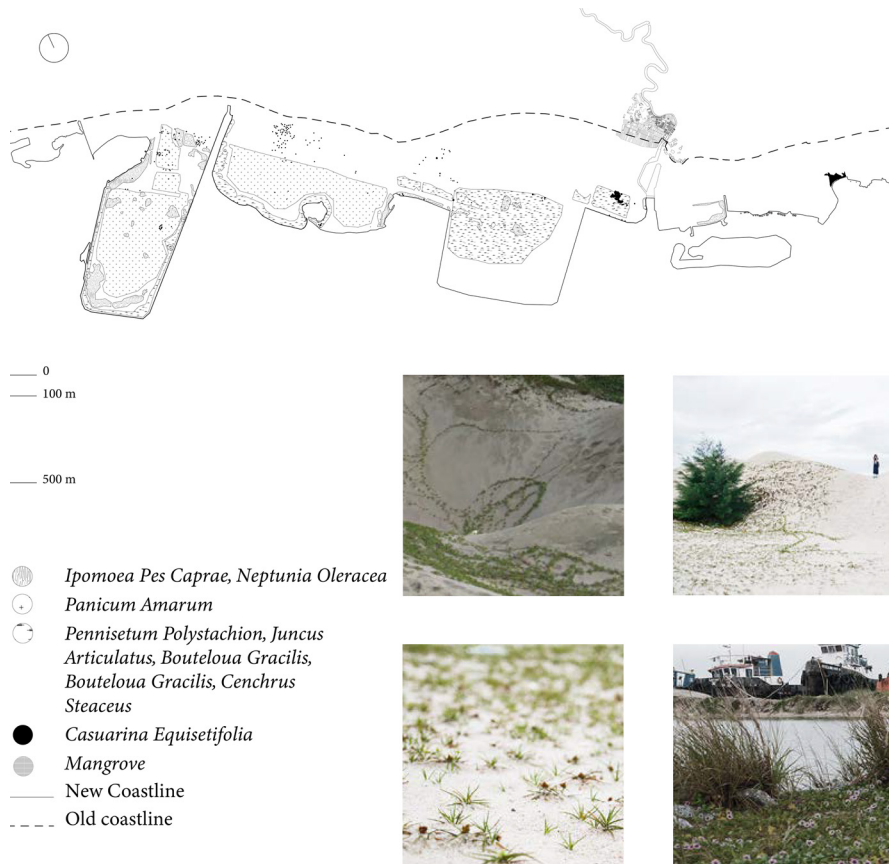 0
100 m
500 m
Ipomoea Pes Caprae, Neptunia Oleracea
Panicum Amarum
Pennisetum Polystachion, Juncus
Articulatus, Bouteloua Gracilis,
Bouteloua Gracilis, Cenchrus
Steaceus
Casuarina Equisetifolia
Mangrove
New Coastline
Old coastline